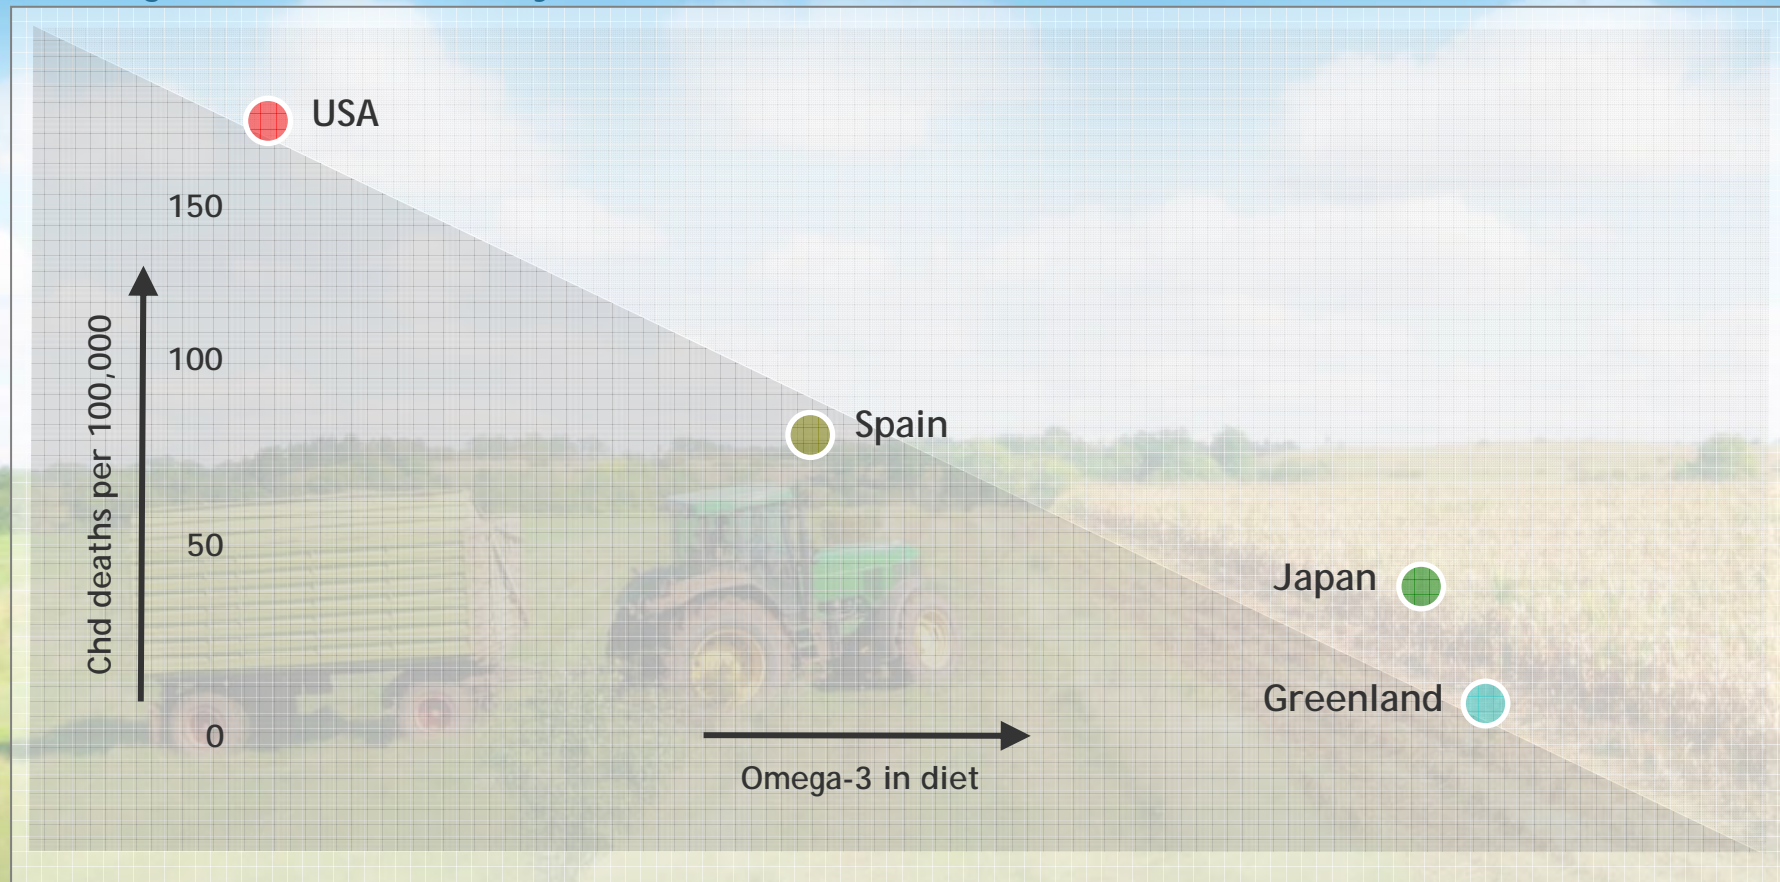 USA
150
100
50
0
Chd deaths per 100,000
Spain
Japan
Greenland
Omega-3 in diet